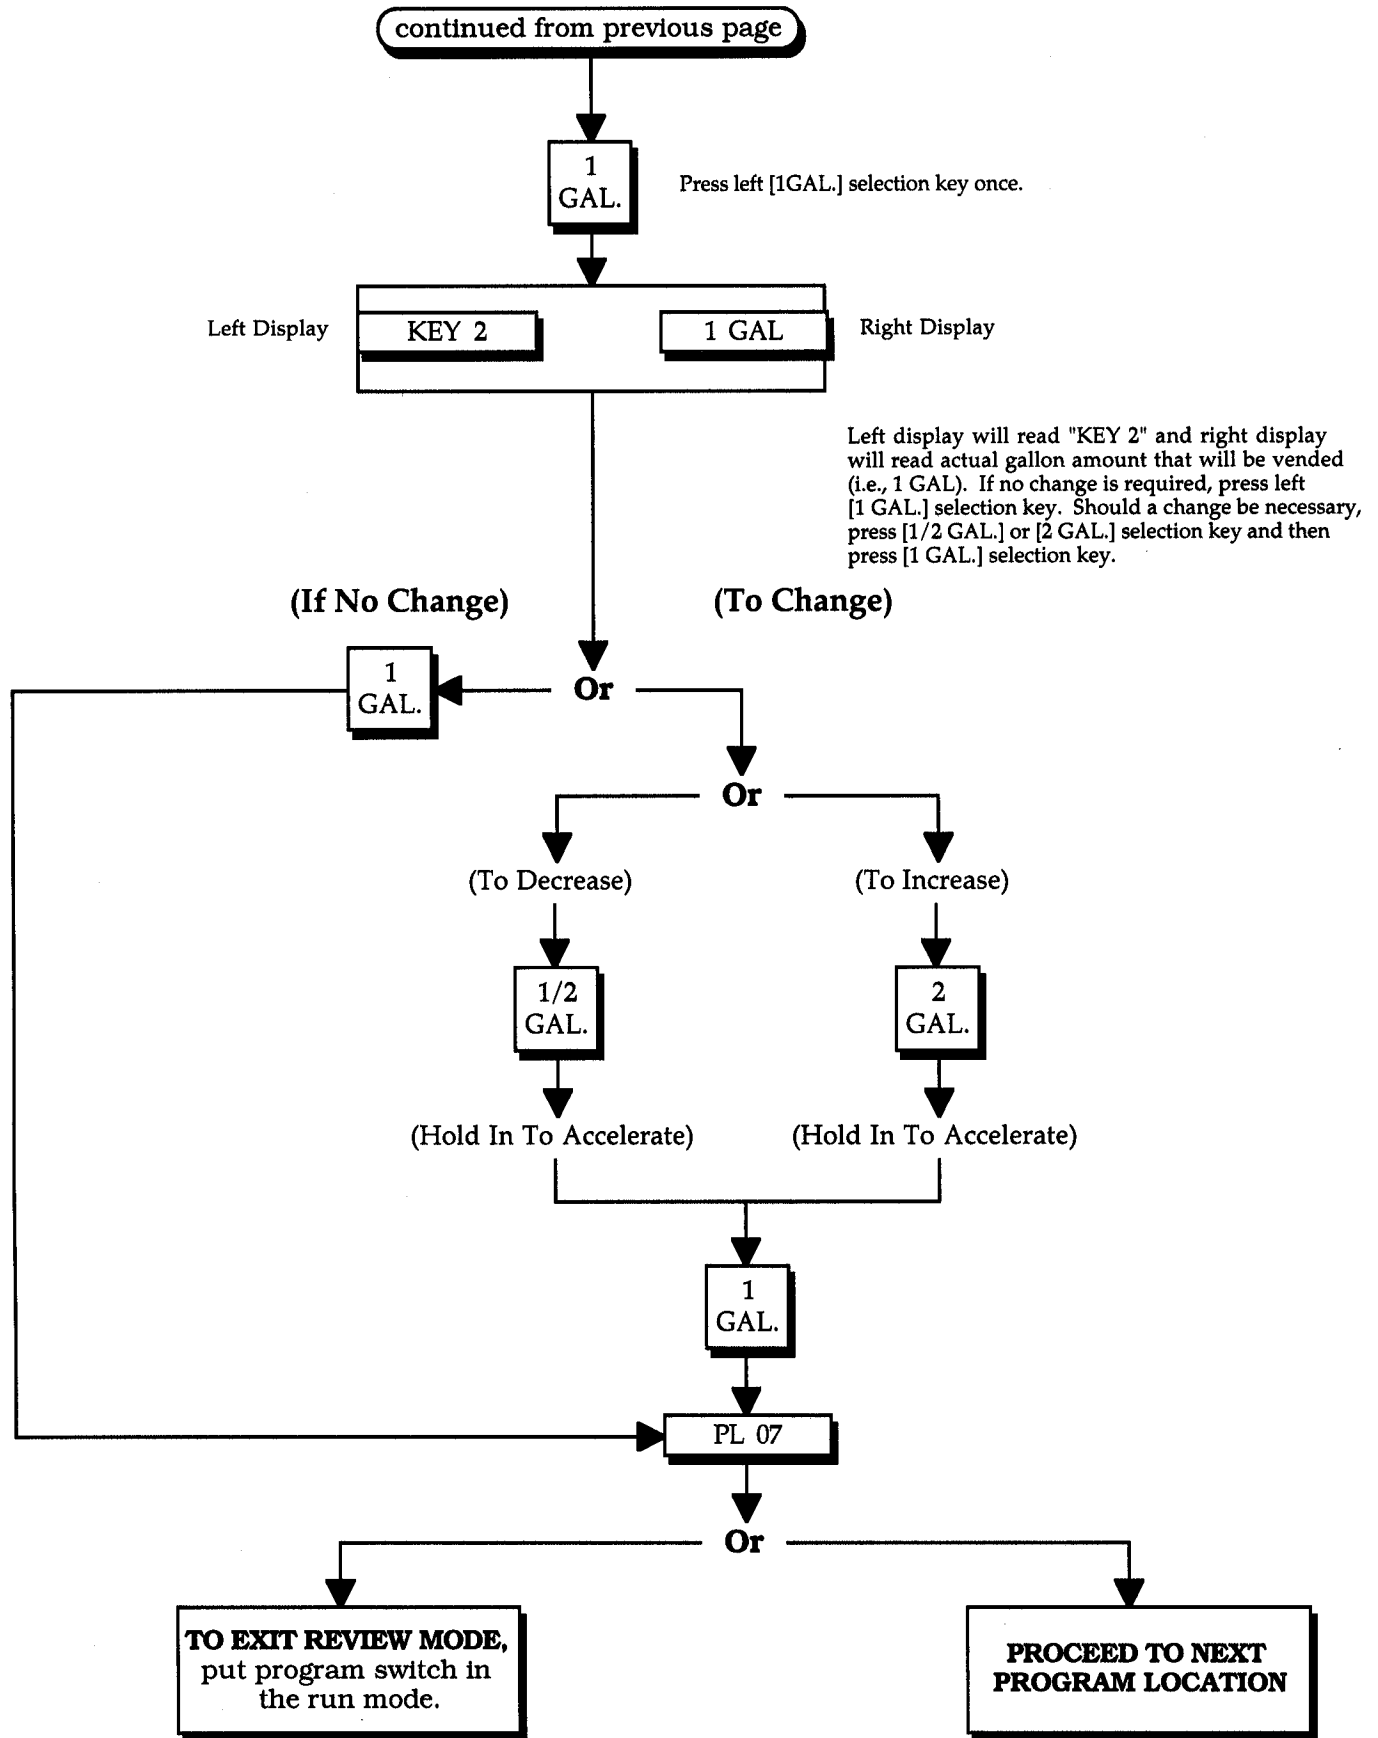 continued from previous page
1
GAL.
Press left [1GAL.] selection key once.
Left Display
KEY 2
1 GAL
Right Display
Left display will read "KEY 2" and right display
will read actual gallon amount that will be vended
(i.e., 1 GAL). If no change is required, press left
[1 GAL.] selection key. Should a change be necessary,
press [1/2 GAL.] or [2 GAL.] selection key and then
press [1 GAL.] selection key.
(If No Change)
(To Change)
1
GAL.
Or
Or
(To Decrease)
(To Increase)
1/2
GAL.
2
GAL.
(Hold In To Accelerate)
(Hold In To Accelerate)
1
GAL.
PL 07
Or
TO EXIT REVIEW MODE,
put program switch in
the run mode.
PROCEED TO NEXT
PROGRAM LOCATION